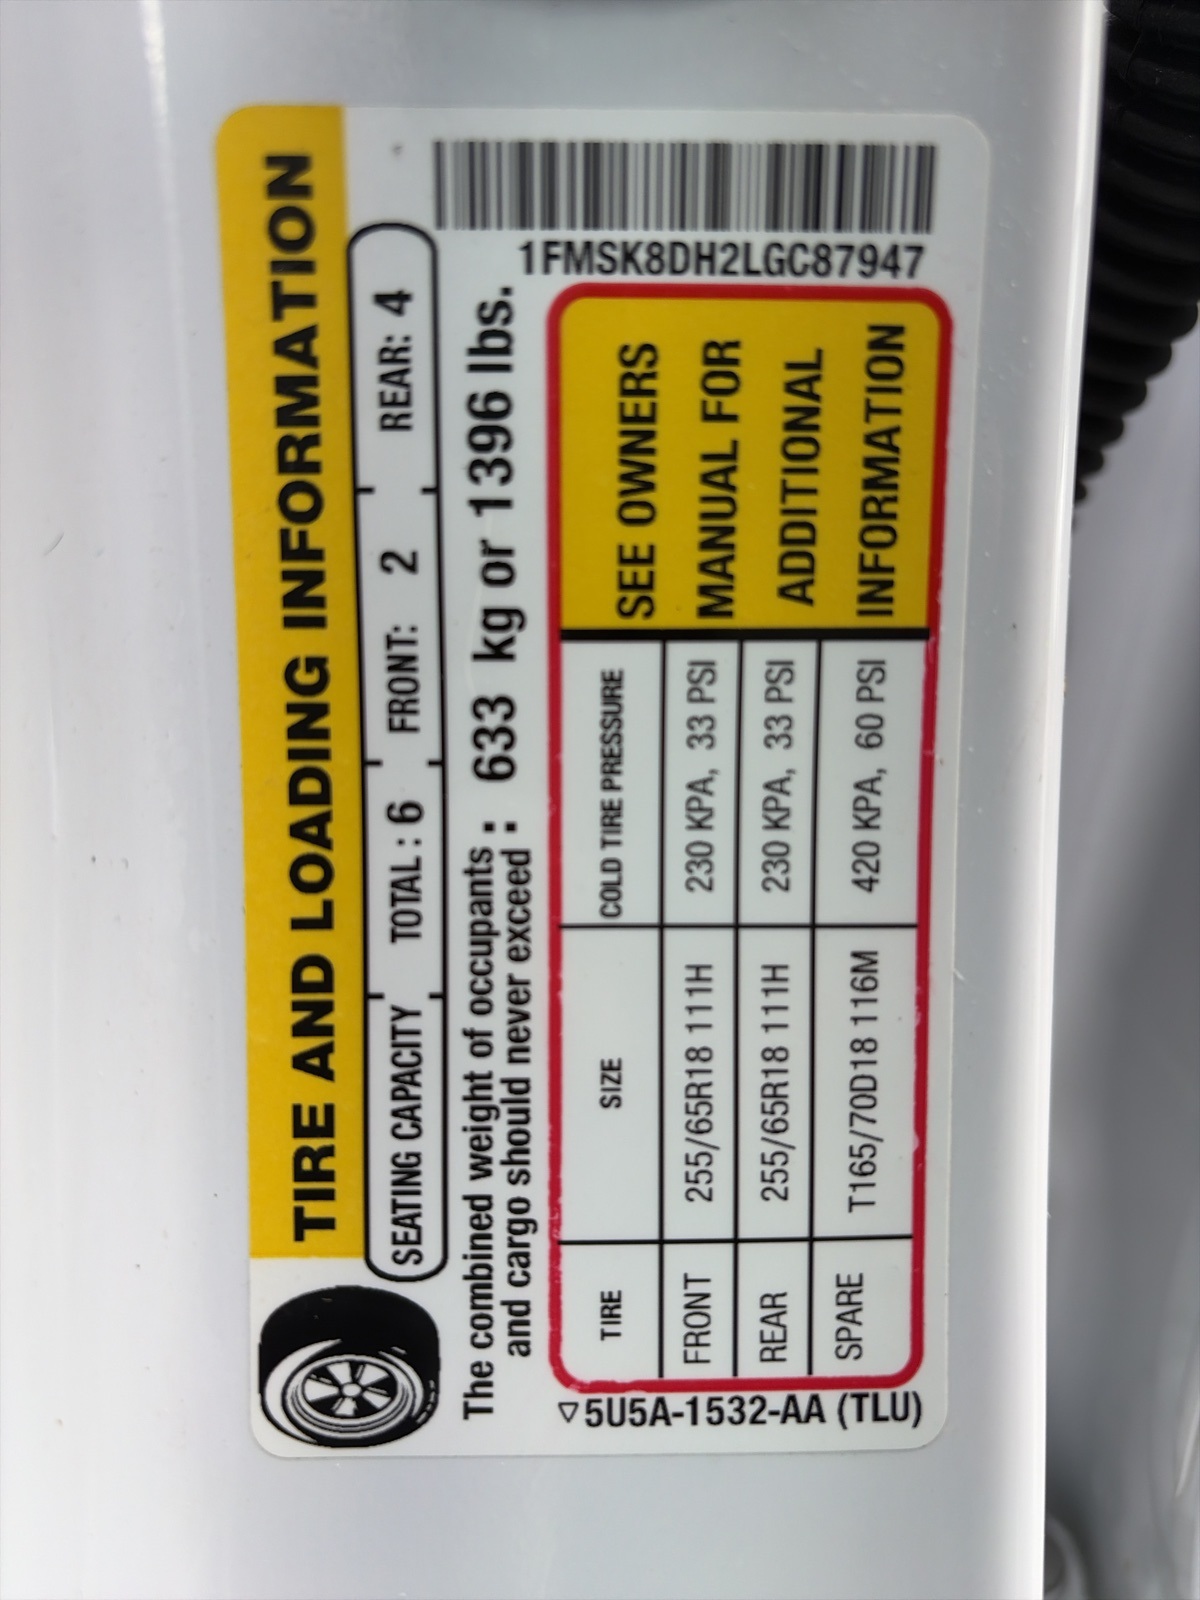 TIRE AND LOADING INFORMATION
SEATING CAPACITY TOTAL : 6 FRONT: 2 REAR: 4
The combined weight of occupants :
and cargo should never exceed : 633 kg or 1396 lbs.
TIRE SIZE COLD TIRE PRESSURE
FRONT 255/65R18 111H 230 KPA, 33 PSI
REAR 255/65R18 111H 230 KPA, 33 PSI
SPARE T165/70D18 116M 420 KPA, 60 PSI
SEE OWNERS
MANUAL FOR
ADDITIONAL
INFORMATION
5U5A-1532-AA (TLU)
1FMSK8DH2LGC87947